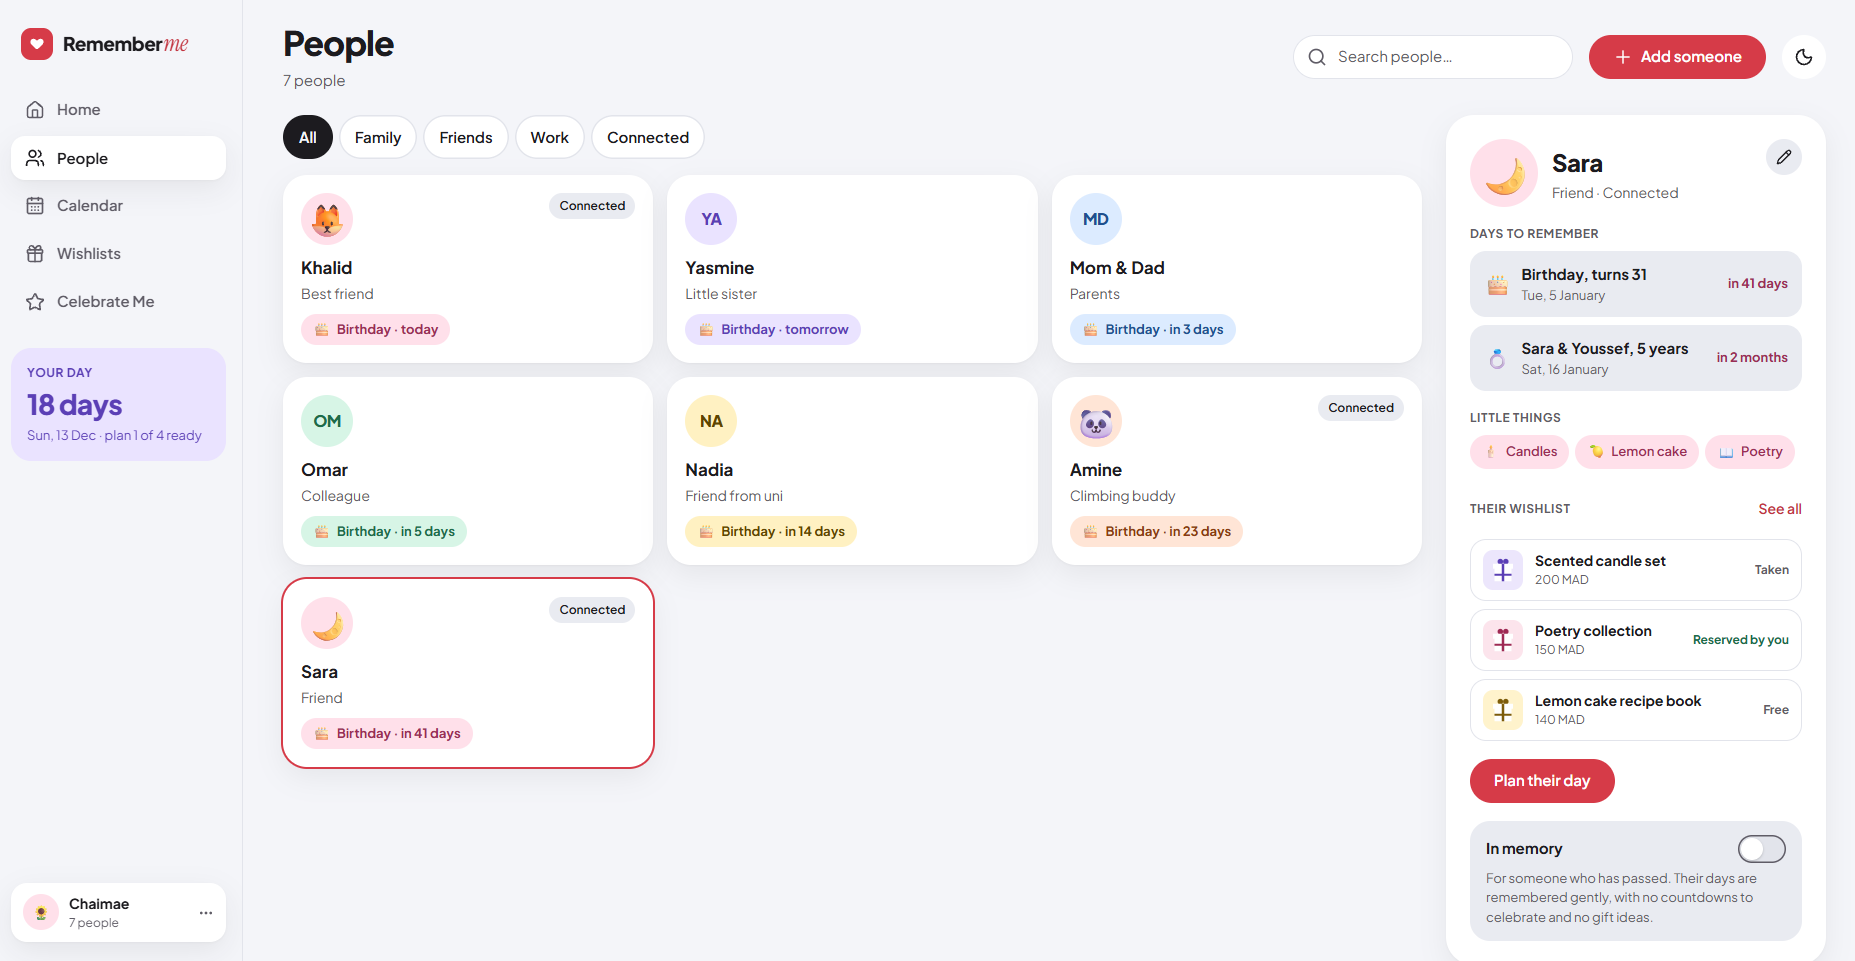 Rememberme
Home
People
Calendar
Wishlists
Celebrate Me
YOUR DAY
18 days
Sun, 13 Dec · plan 1 of 4 ready
Chaimae
7 people
People
7 people
Search people...
Add someone
All
Family
Friends
Work
Connected
Connected
Khalid
Best friend
Birthday · today
YA
Yasmine
Little sister
Birthday · tomorrow
MD
Mom & Dad
Parents
Birthday · in 3 days
OM
Omar
Colleague
Birthday · in 5 days
NA
Nadia
Friend from uni
Birthday · in 14 days
Connected
Amine
Climbing buddy
Birthday · in 23 days
Connected
Sara
Friend
Birthday · in 41 days
Sara
Friend · Connected
DAYS TO REMEMBER
Birthday, turns 31
Tue, 5 January
in 41 days
Sara & Youssef, 5 years
Sat, 16 January
in 2 months
LITTLE THINGS
Candles
Lemon cake
Poetry
THEIR WISHLIST
See all
Scented candle set
200 MAD
Taken
Poetry collection
150 MAD
Reserved by you
Lemon cake recipe book
140 MAD
Free
Plan their day
In memory
For someone who has passed. Their days are
remembered gently, with no countdowns to
celebrate and no gift ideas.